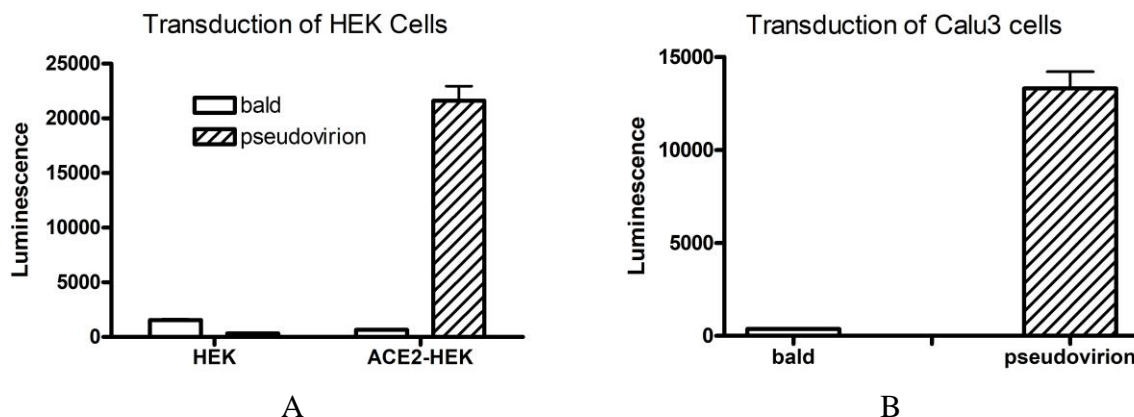 Transduction of HEK Cells
25000
20000
15000
10000
5000
0
Luminescence
bald
pseudovirion
HEK
ACE2-HEK
A
Transduction of Calu3 cells
15000
10000
5000
0
Luminescence
bald
pseudovirion
B